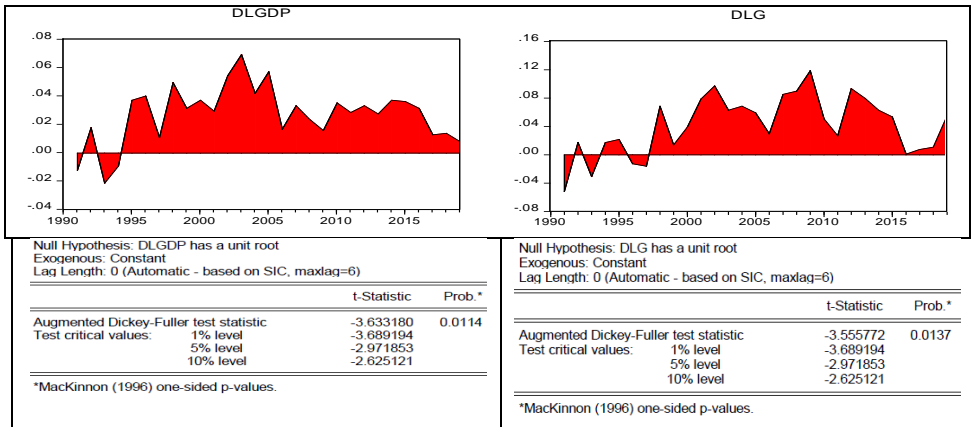 DLGDP
.08
.06
.04
.02
.00
-.02
-.04
1990 1995 2000 2005 2010 2015
DLG
.16
.12
.08
.04
.00
-.04
-.08
1990 1995 2000 2005 2010 2015
Null Hypothesis: DLGDP has a unit root
Exogenous: Constant
Lag Length: 0 (Automatic - based on SIC, maxlag=6)
t-Statistic Prob.*
Augmented Dickey-Fuller test statistic -3.633180 0.0114
Test critical values: 1% level -3.689194
5% level -2.971853
10% level -2.625121
*MacKinnon (1996) one-sided p-values.
Null Hypothesis: DLG has a unit root
Exogenous: Constant
Lag Length: 0 (Automatic - based on SIC, maxlag=6)
t-Statistic Prob.*
Augmented Dickey-Fuller test statistic -3.555772 0.0137
Test critical values: 1% level -3.689194
5% level -2.971853
10% level -2.625121
*MacKinnon (1996) one-sided p-values.